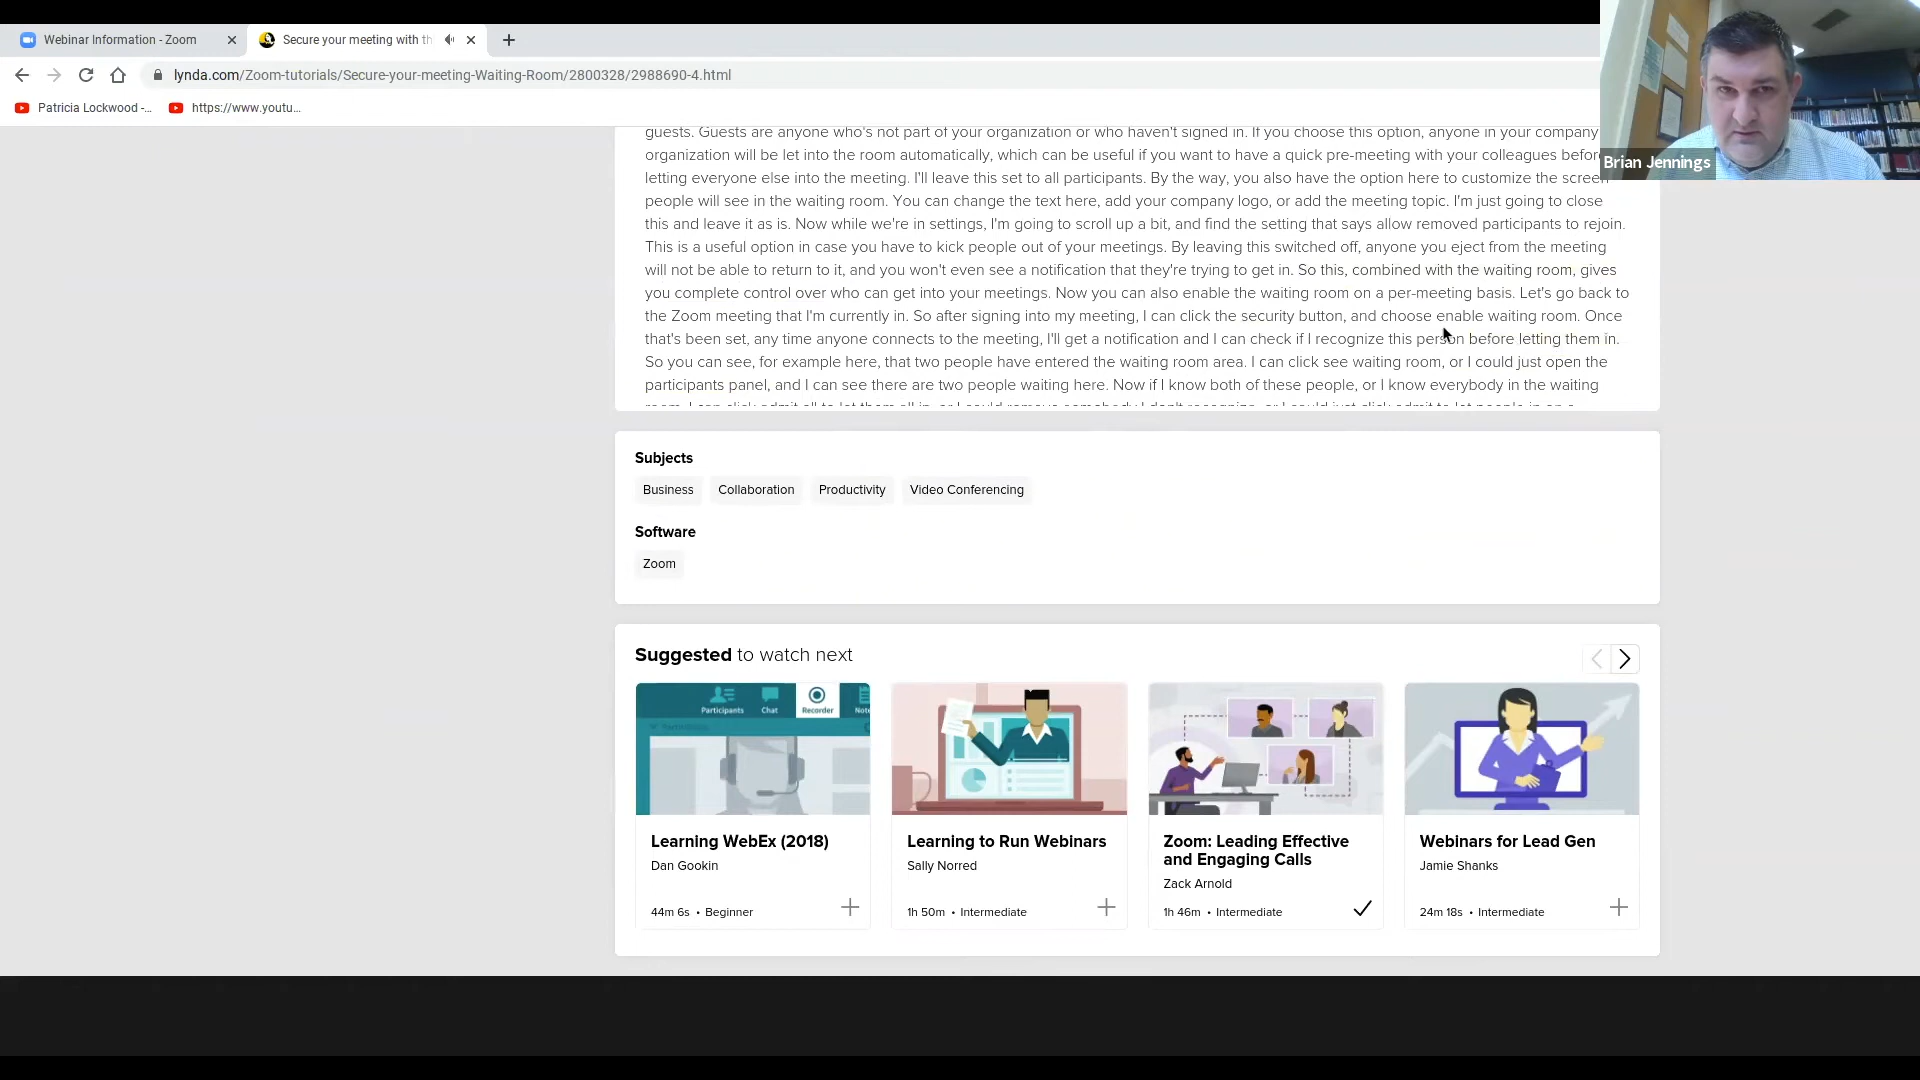 Webinar Information - Zoom
Secure your meeting with th
lynda.com/Zoom-tutorials/Secure-your-meeting-Waiting-Room/2800328/2988690-4.html
Patricia Lockwood -...
https://www.youtu...
Brian Jennings
guests. Guests are anyone who's not part of your organization or who haven't signed in. If you choose this option, anyone in your company
organization will be let into the room automatically, which can be useful if you want to have a quick pre-meeting with your colleagues before
letting everyone else into the meeting. I'll leave this set to all participants. By the way, you also have the option here to customize the screen
people will see in the waiting room. You can change the text here, add your company logo, or add the meeting topic. I'm just going to close
this and leave it as is. Now while we're in settings, I'm going to scroll up a bit, and find the setting that says allow removed participants to rejoin.
This is a useful option in case you have to kick people out of your meetings. By leaving this switched off, anyone you eject from the meeting
will not be able to return to it, and you won't even see a notification that they're trying to get in. So this, combined with the waiting room, gives
you complete control over who can get into your meetings. Now you can also enable the waiting room on a per-meeting basis. Let's go back to
the Zoom meeting that I'm currently in. So after signing into my meeting, I can click the security button, and choose enable waiting room. Once
that's been set, any time anyone connects to the meeting, I'll get a notification and I can check if I recognize this person before letting them in.
So you can see, for example here, that two people have entered the waiting room area. I can click see waiting room, or I could just open the
participants panel, and I can see there are two people waiting here. Now if I know both of these people, or I know everybody in the waiting
Subjects
Business Collaboration Productivity Video Conferencing
Software
Zoom
Suggested to watch next
Participants Chat Recorder Note
Learning WebEx (2018)
Dan Gookin
44m 6s • Beginner
Learning to Run Webinars
Sally Norred
1h 50m • Intermediate
Zoom: Leading Effective
and Engaging Calls
Zack Arnold
1h 46m • Intermediate
Webinars for Lead Gen
Jamie Shanks
24m 18s • Intermediate